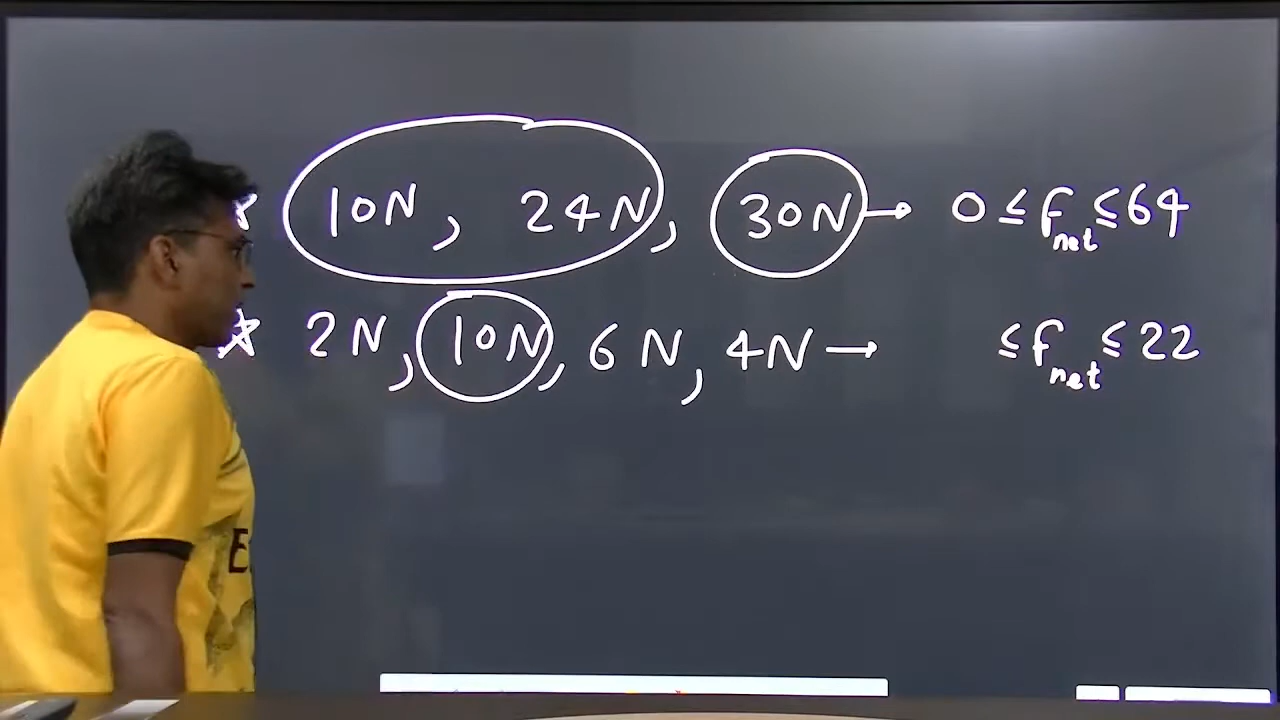 ☆ 10N, 24N, 30N → 0 ≤ f_net ≤ 64
☆ 2N, 10N, 6N, 4N → ≤ f_net ≤ 22